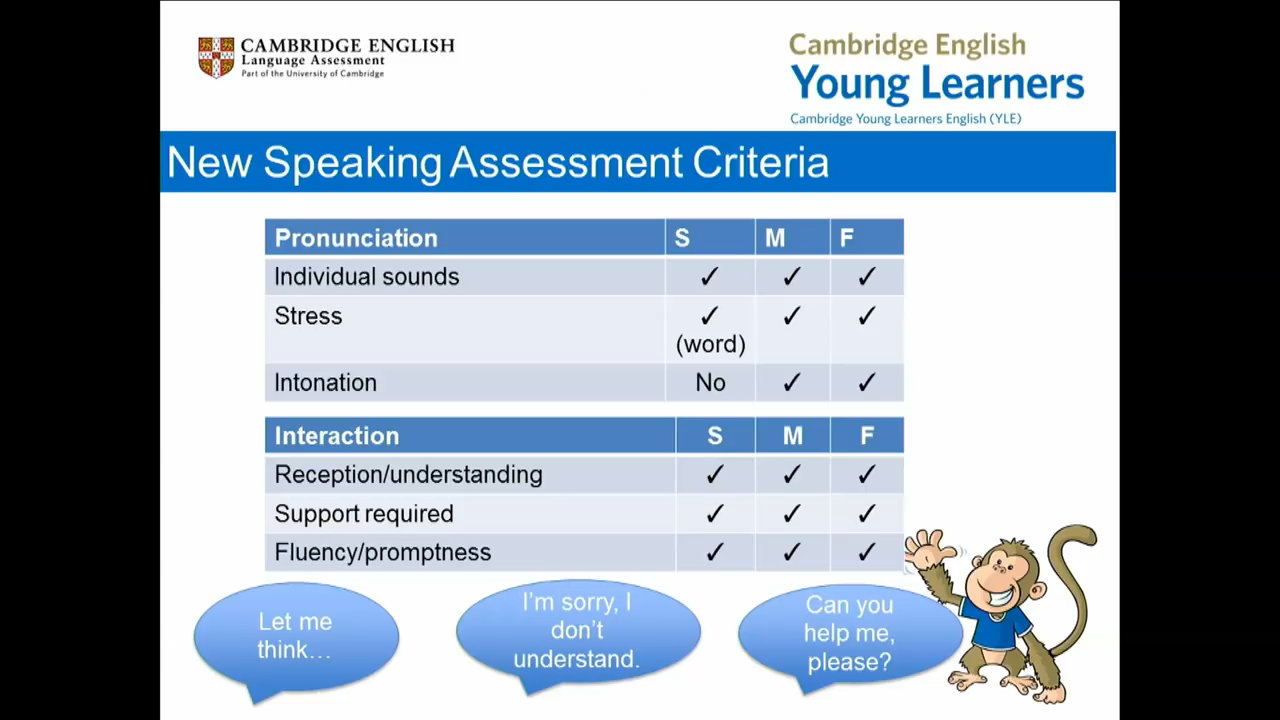 CAMBRIDGE ENGLISH
Language Assessment
Part of the University of Cambridge
Cambridge English
Young Learners
Cambridge Young Learners English (YLE)
New Speaking Assessment Criteria
Pronunciation S M F
Individual sounds ✓ ✓ ✓
Stress ✓ ✓ ✓
(word)
Intonation No ✓ ✓
Interaction S M F
Reception/understanding ✓ ✓ ✓
Support required ✓ ✓ ✓
Fluency/promptness ✓ ✓ ✓
Let me
think…
I'm sorry, I
don't
understand.
Can you
help me,
please?